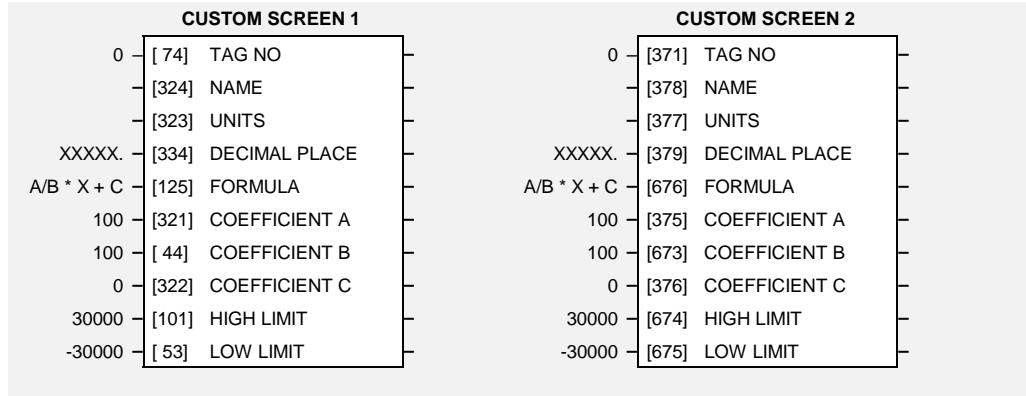 CUSTOM SCREEN 1
0 [ 74] TAG NO
[324] NAME
[323] UNITS
XXXXX. [334] DECIMAL PLACE
A/B * X + C [125] FORMULA
100 [321] COEFFICIENT A
100 [ 44] COEFFICIENT B
0 [322] COEFFICIENT C
30000 [101] HIGH LIMIT
-30000 [ 53] LOW LIMIT
CUSTOM SCREEN 2
0 [371] TAG NO
[378] NAME
[377] UNITS
XXXXX. [379] DECIMAL PLACE
A/B * X + C [676] FORMULA
100 [375] COEFFICIENT A
100 [673] COEFFICIENT B
0 [376] COEFFICIENT C
30000 [674] HIGH LIMIT
-30000 [675] LOW LIMIT